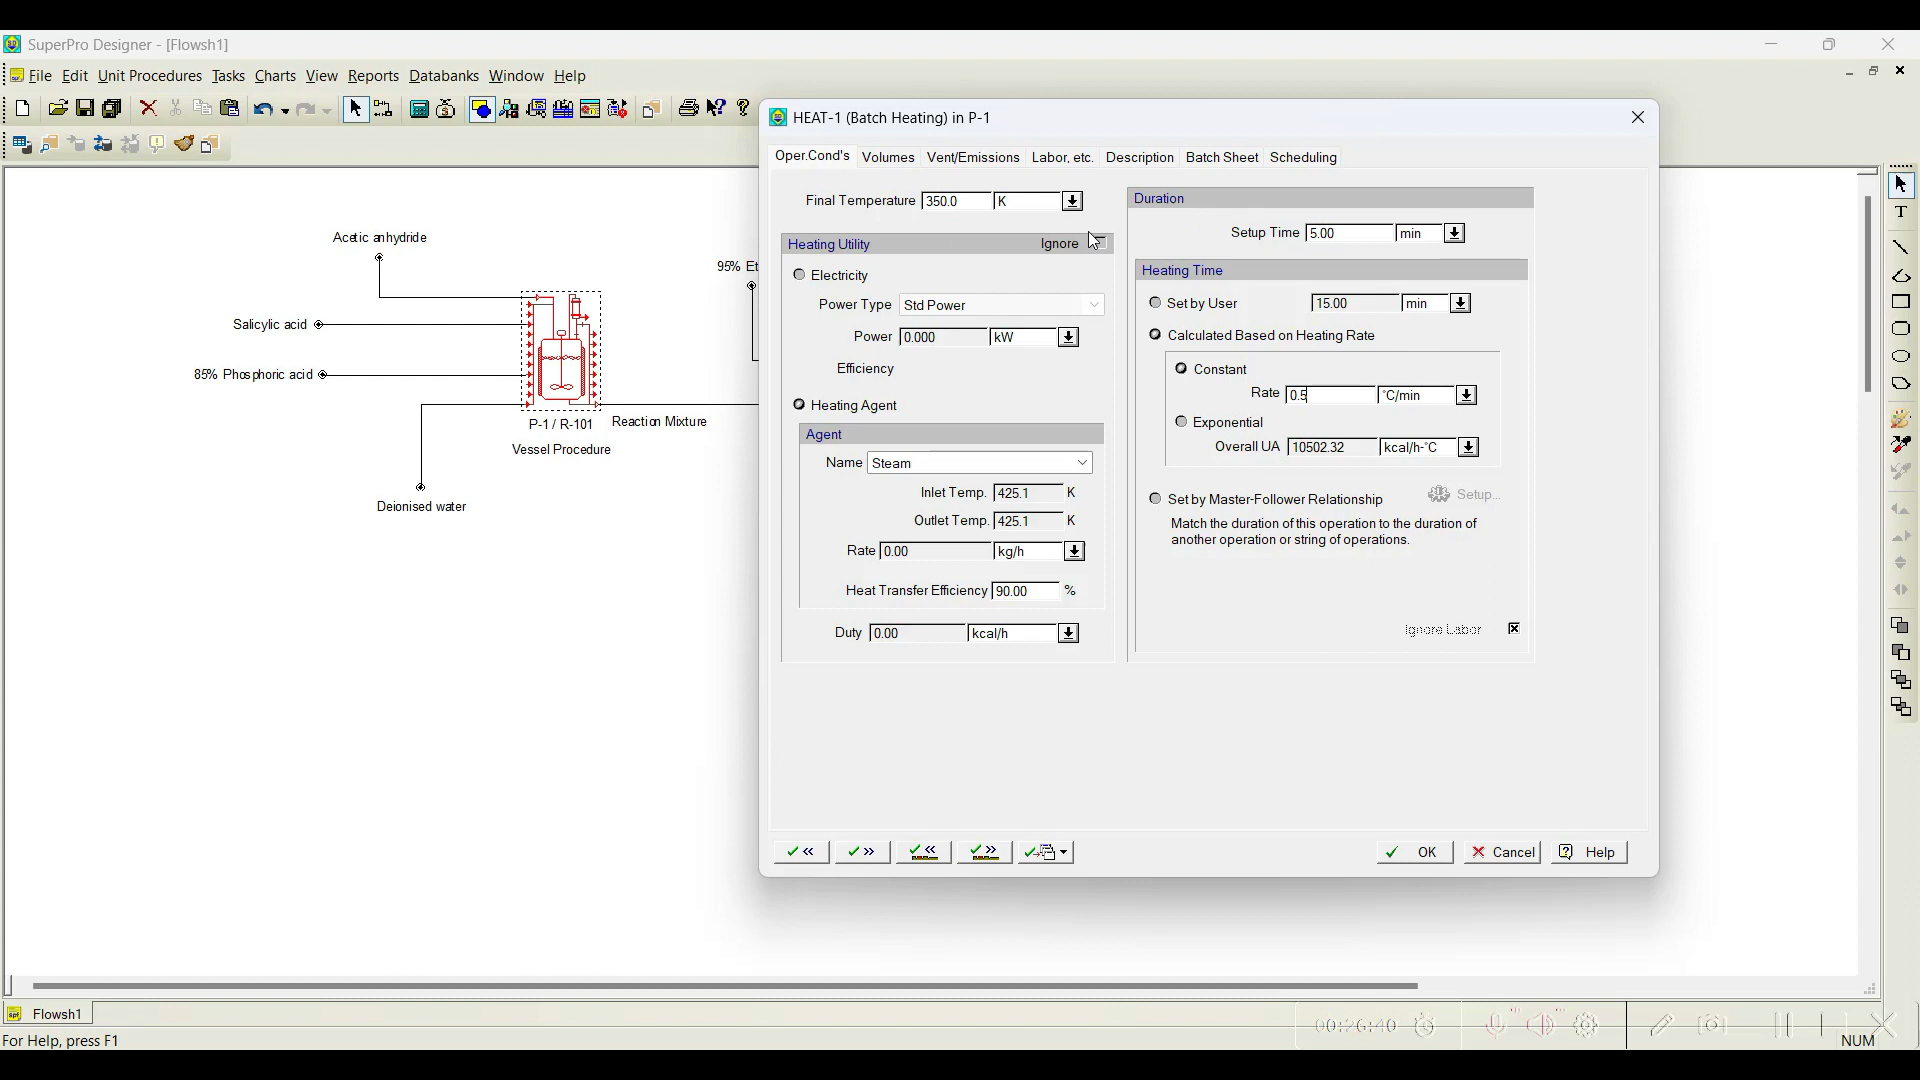 SuperPro Designer - [Flowsh1]
File Edit Unit Procedures Tasks Charts View Reports Databanks Window Help
HEAT-1 (Batch Heating) in P-1
Oper.Cond's Volumes Vent/Emissions Labor, etc. Description Batch Sheet Scheduling
Final Temperature 350.0 K
Heating Utility Ignore
Electricity
Power Type Std Power
Power 0.000 kW
Efficiency
Heating Agent
Agent
Name Steam
Inlet Temp. 425.1 K
Outlet Temp. 425.1 K
Rate 0.00 kg/h
Heat Transfer Efficiency 90.00 %
Duty 0.00 kcal/h
Duration
Setup Time 5.00 min
Heating Time
Set by User 15.00 min
Calculated Based on Heating Rate
Constant
Rate 0.5 °C/min
Exponential
Overall UA 10502.32 kcal/h-°C
Set by Master-Follower Relationship Setup...
Match the duration of this operation to the duration of
another operation or string of operations.
Ignore Labor
OK Cancel Help
Acetic anhydride
95% Et
Salicylic acid
85% Phosphoric acid
P-1 / R-101
Reaction Mixture
Vessel Procedure
Deionised water
Flowsh1
00:26:40
For Help, press F1
NUM